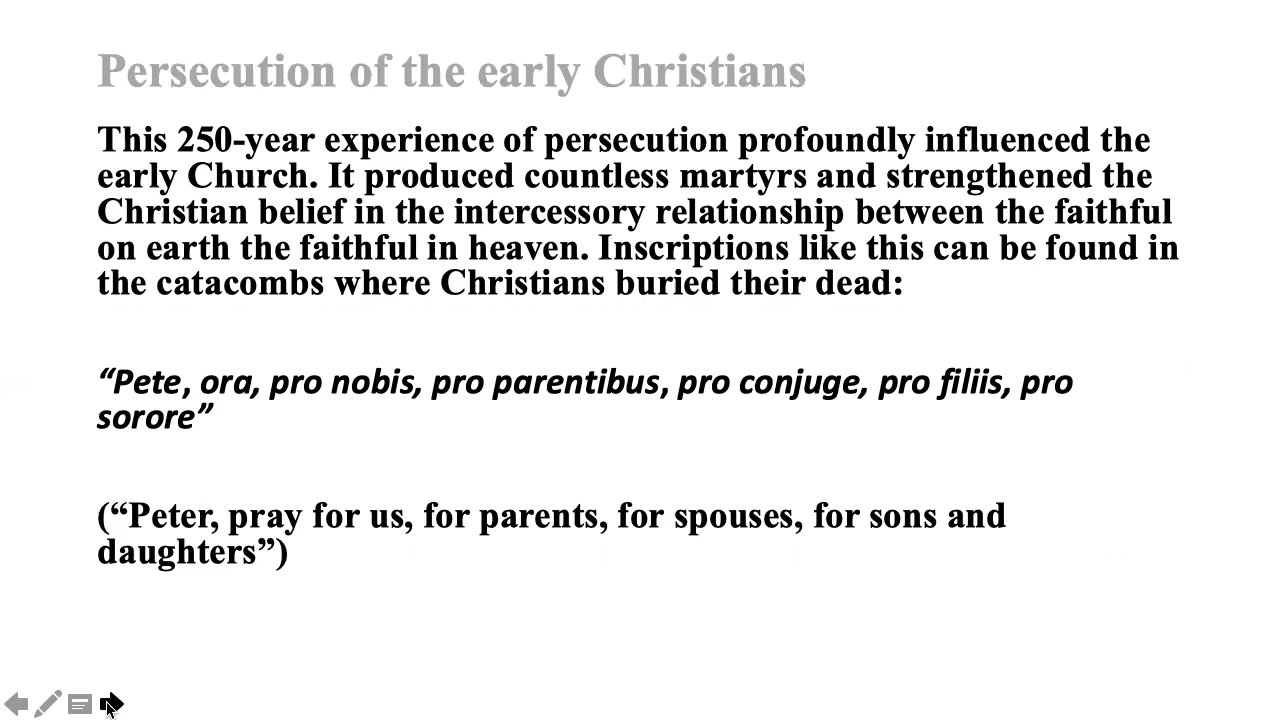 Persecution of the early Christians
This 250-year experience of persecution profoundly influenced the
early Church. It produced countless martyrs and strengthened the
Christian belief in the intercessory relationship between the faithful
on earth the faithful in heaven. Inscriptions like this can be found in
the catacombs where Christians buried their dead:
“Pete, ora, pro nobis, pro parentibus, pro conjuge, pro filiis, pro
sorore”
(“Peter, pray for us, for parents, for spouses, for sons and
daughters”)